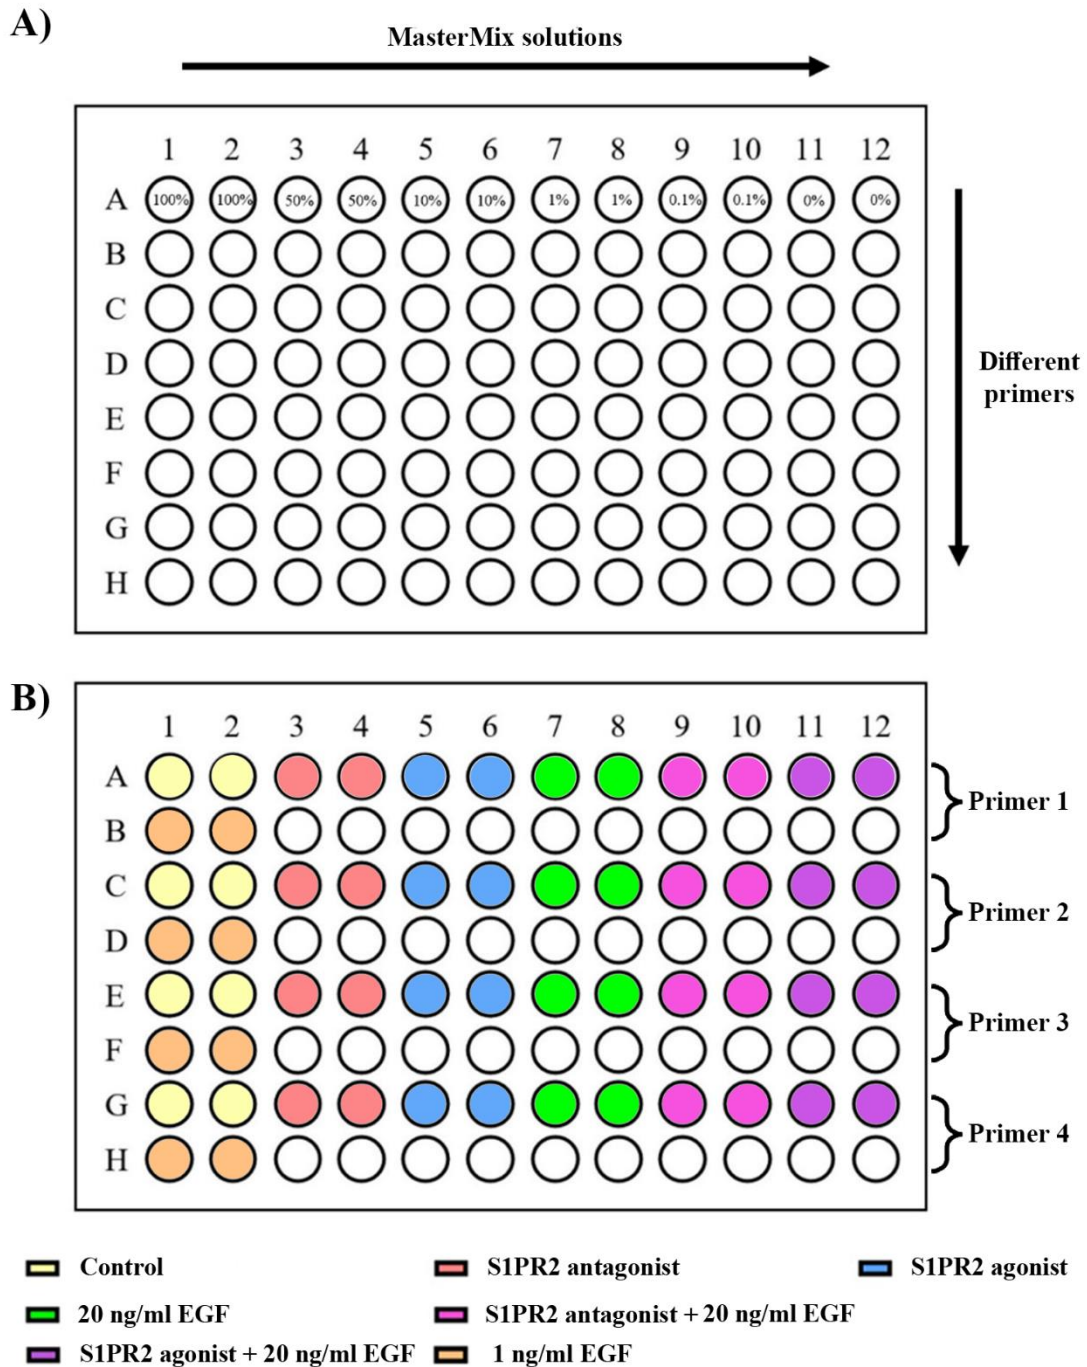 A)
MasterMix solutions
1 2 3 4 5 6 7 8 9 10 11 12
A 100% 100% 50% 50% 10% 10% 1% 1% 0.1% 0.1% 0% 0%
B
C
D
Different
primers
E
F
G
H
B)
1 2 3 4 5 6 7 8 9 10 11 12
A
Primer 1
B
C
Primer 2
D
E
Primer 3
F
G
Primer 4
H
Control S1PR2 antagonist S1PR2 agonist
20 ng/ml EGF S1PR2 antagonist + 20 ng/ml EGF
S1PR2 agonist + 20 ng/ml EGF 1 ng/ml EGF